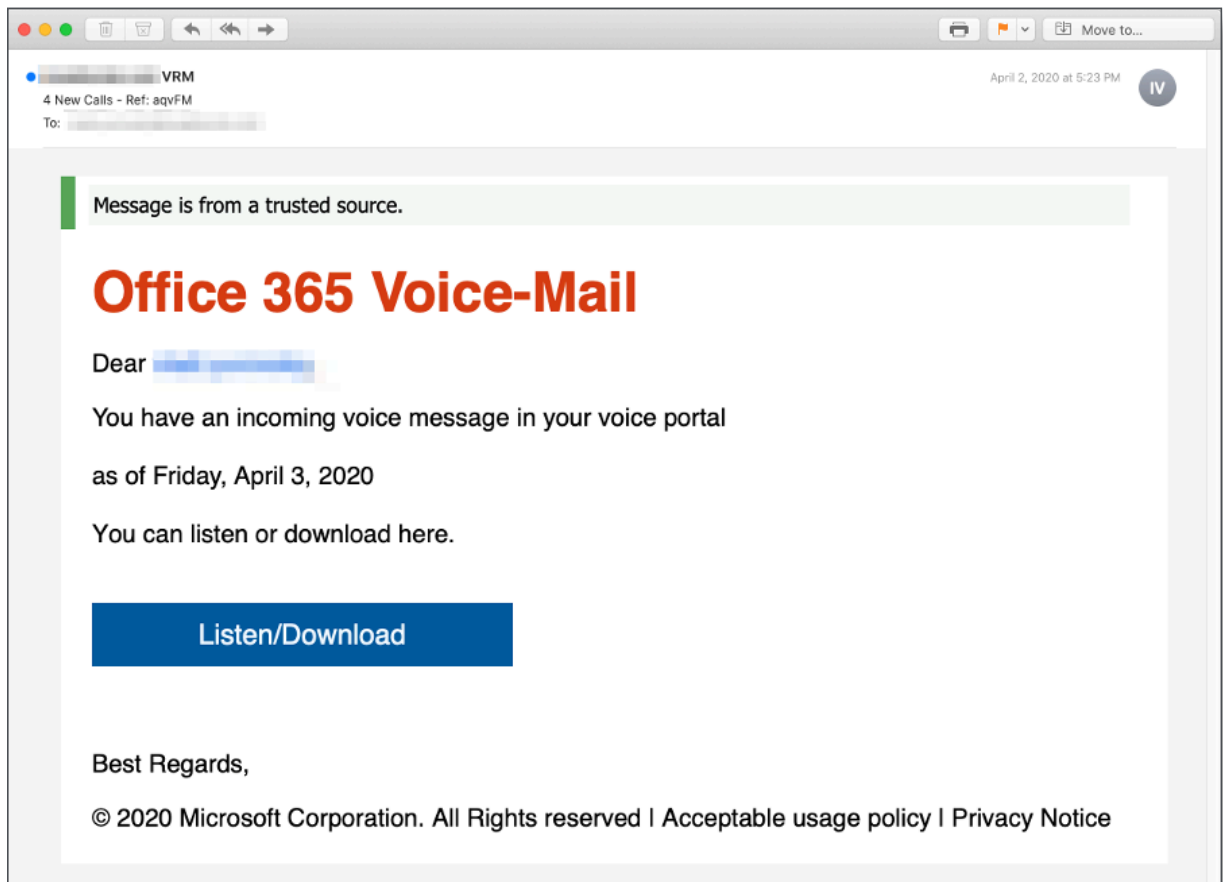 Move to...
VRM
April 2, 2020 at 5:23 PM
IV
4 New Calls - Ref: aqvFM
To:
Message is from a trusted source.
Office 365 Voice-Mail
Dear
You have an incoming voice message in your voice portal
as of Friday, April 3, 2020
You can listen or download here.
Listen/Download
Best Regards,
© 2020 Microsoft Corporation. All Rights reserved l Acceptable usage policy l Privacy Notice